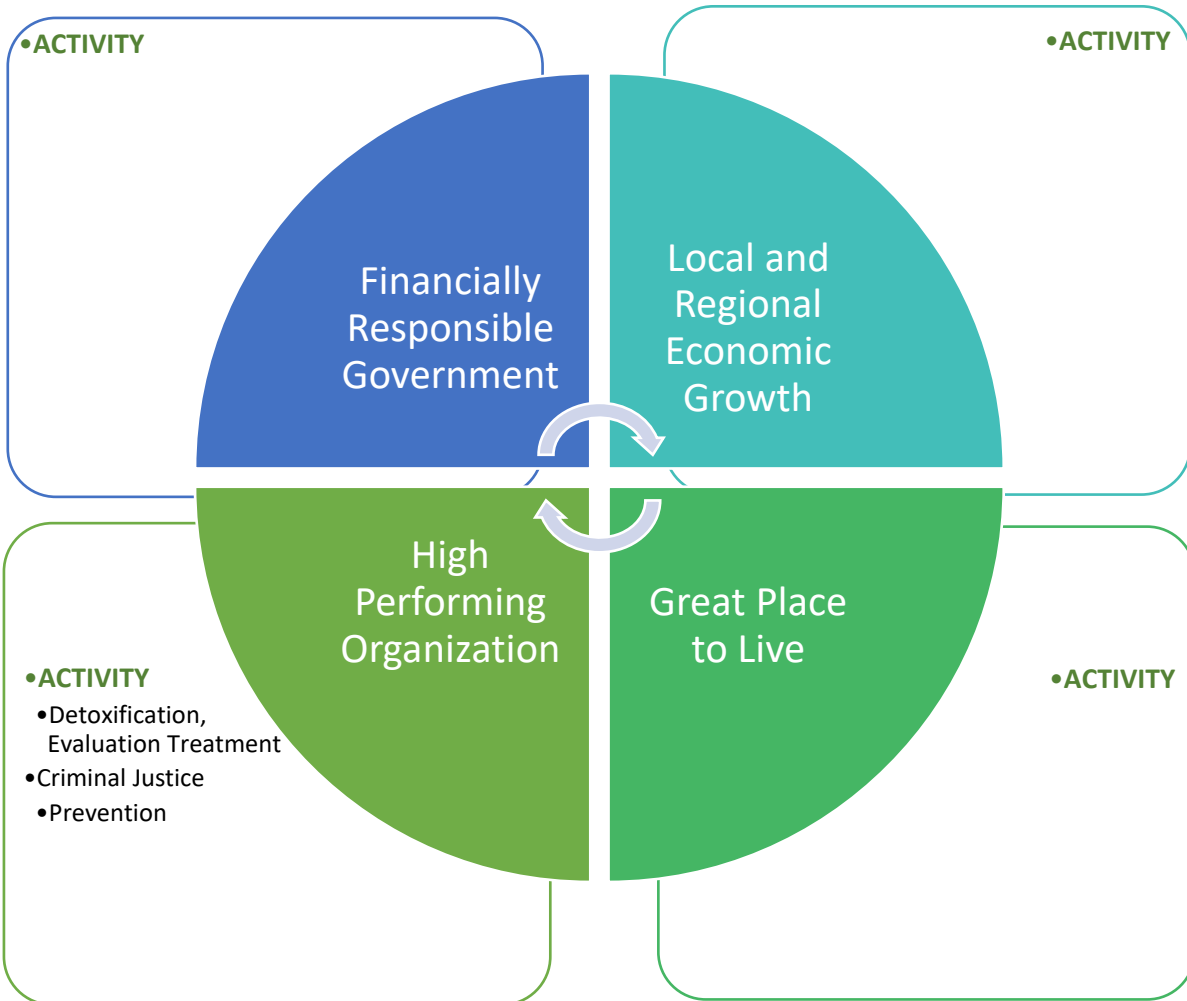 •ACTIVITY
•ACTIVITY
Financially
Responsible
Government
Local and
Regional
Economic
Growth
High
Performing
Organization
Great Place
to Live
•ACTIVITY
•Detoxification,
Evaluation Treatment
•Criminal Justice
•Prevention
•ACTIVITY